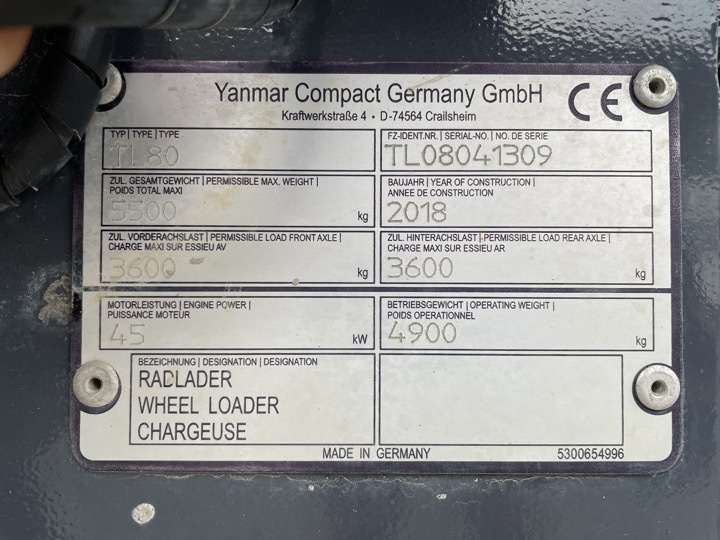 Yanmar Compact Germany GmbH
Kraftwerkstraße 4 • D-74564 Crailsheim
CE
TYP | TYPE | TYPE
TL80
FZ-IDENT.NR. | SERIAL-NO. | NO. DE SERIE
TL08041309
ZUL. GESAMTGEWICHT | PERMISSIBLE MAX. WEIGHT |
POIDS TOTAL MAXI
5500 kg
BAUJAHR | YEAR OF CONSTRUCTION |
ANNEE DE CONSTRUCTION
2018
ZUL. VORDERACHSLAST | PERMISSIBLE LOAD FRONT AXLE |
CHARGE MAXI SUR ESSIEU AV
3600 kg
ZUL. HINTERACHSLAST | PERMISSIBLE LOAD REAR AXLE |
CHARGE MAXI SUR ESSIEU AR
3600 kg
MOTORLEISTUNG | ENGINE POWER |
PUISSANCE MOTEUR
45 kW
BETRIEBSGEWICHT | OPERATING WEIGHT |
POIDS OPERATIONNEL
4900 kg
BEZEICHNUNG | DESIGNATION | DESIGNATION
RADLADER
WHEEL LOADER
CHARGEUSE
MADE IN GERMANY
5300654996